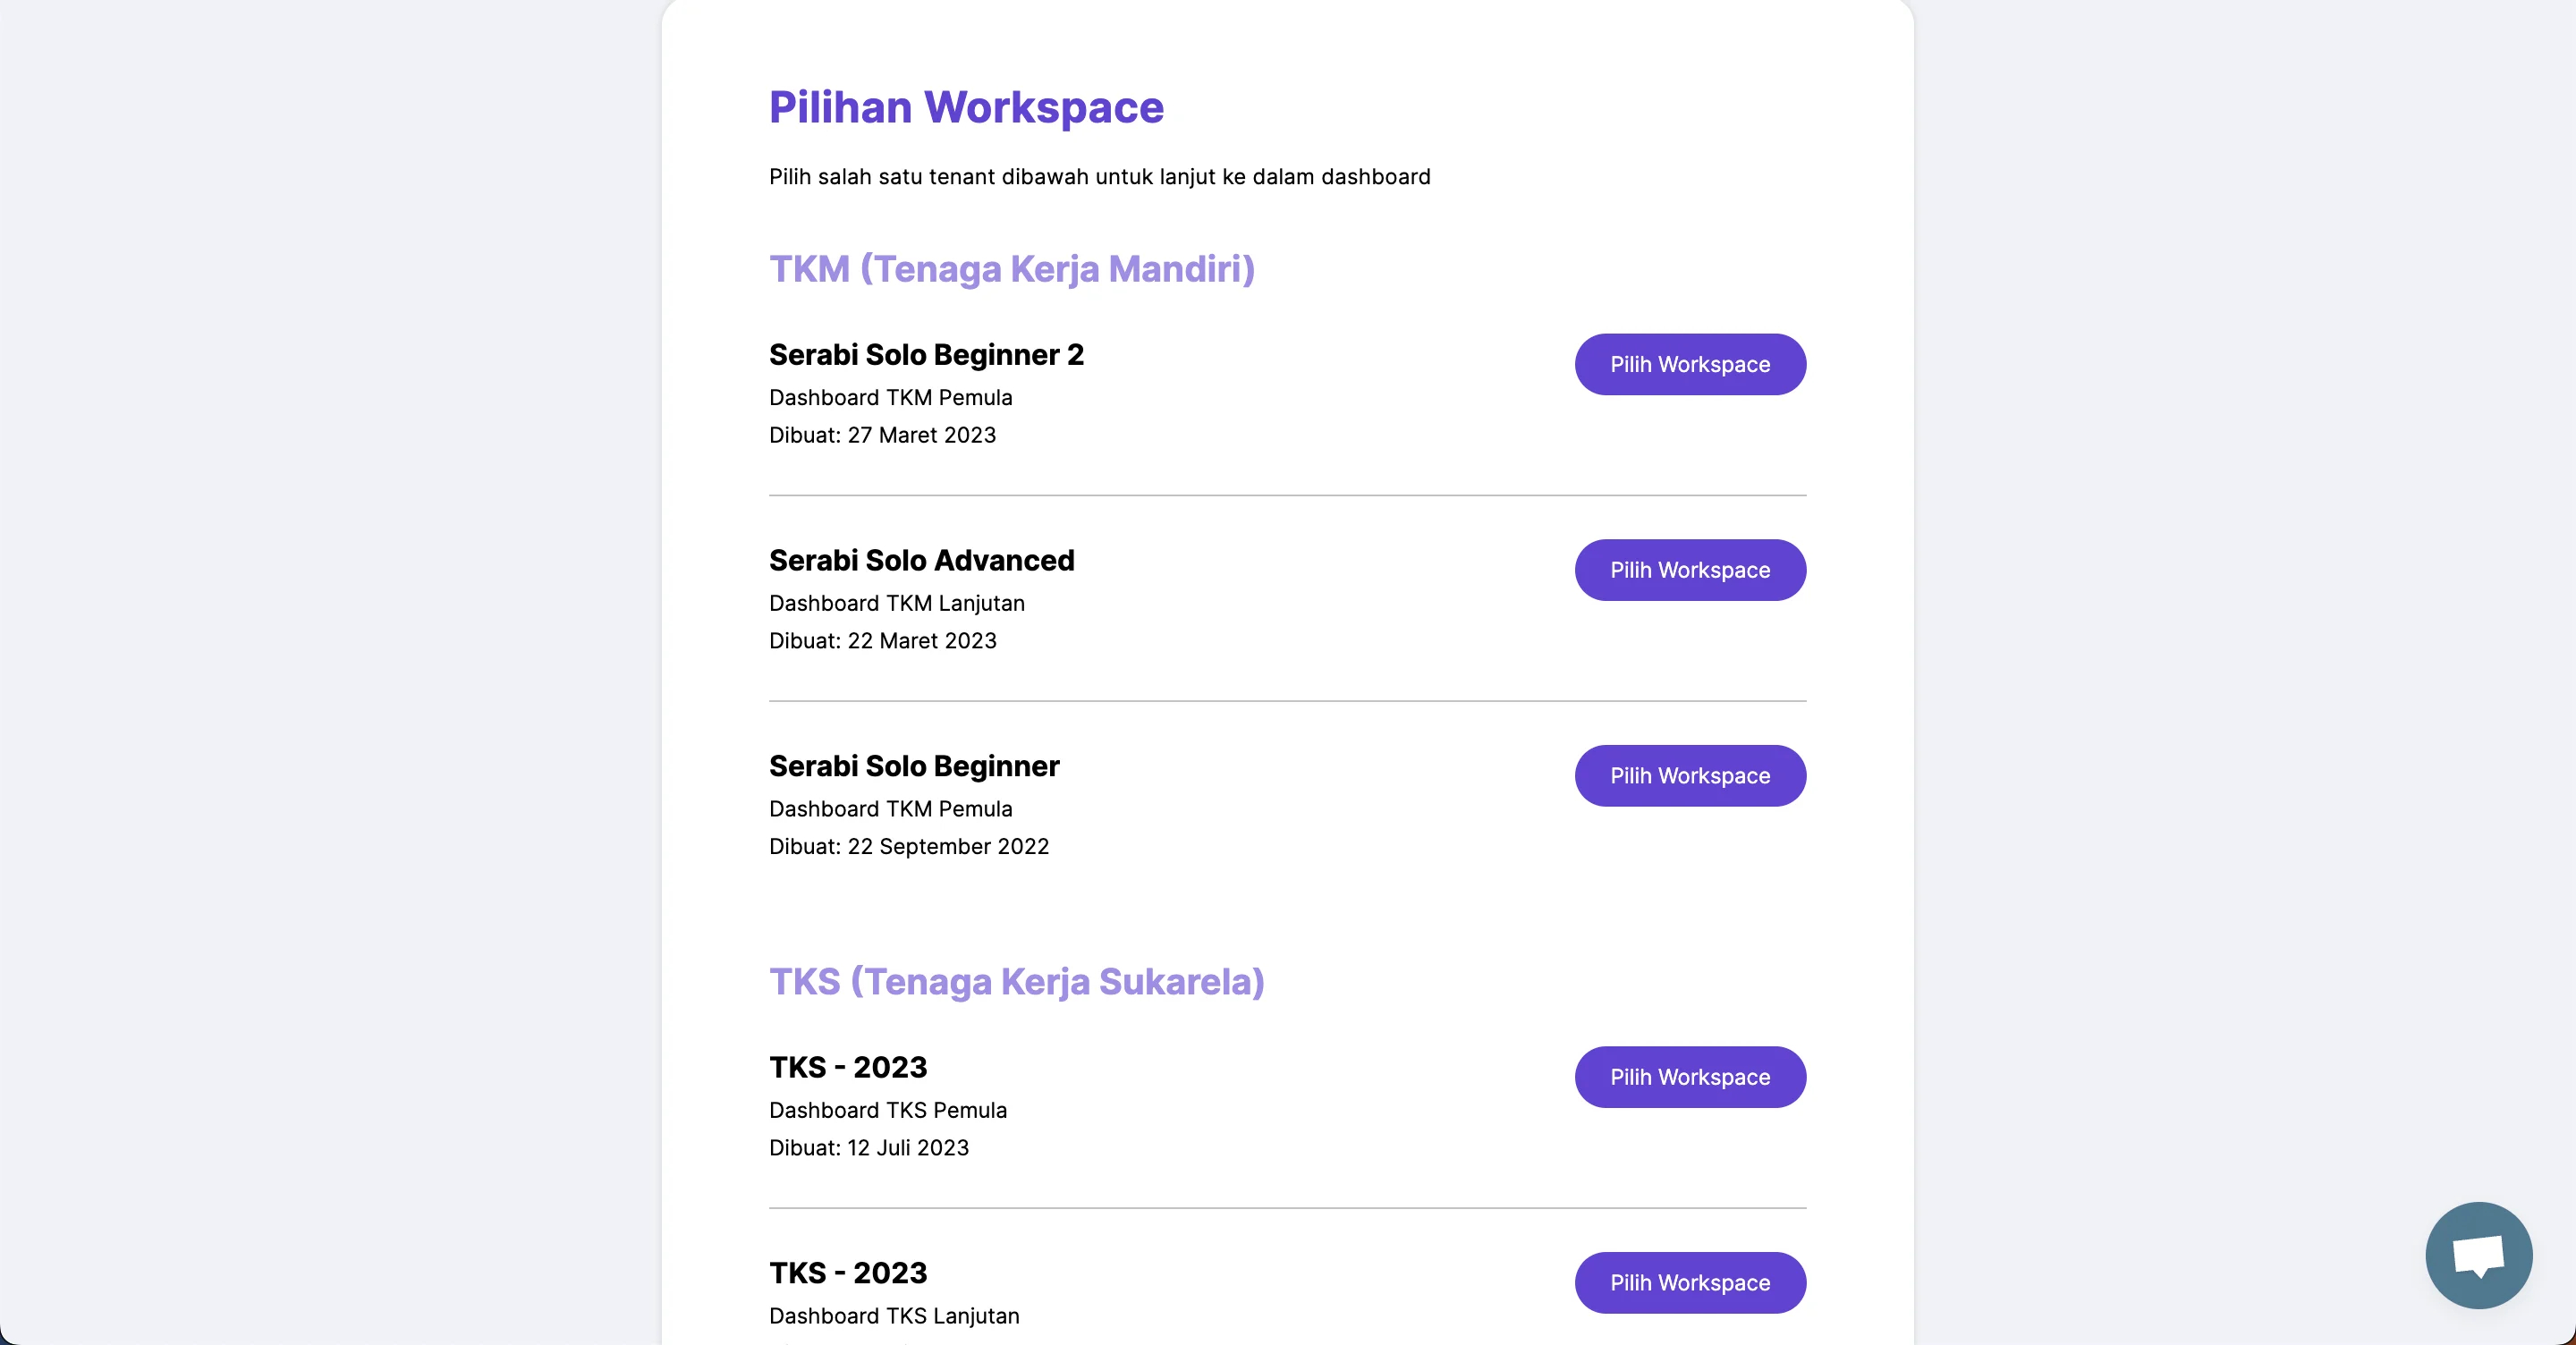 Pilihan Workspace
Pilih salah satu tenant dibawah untuk lanjut ke dalam dashboard
TKM (Tenaga Kerja Mandiri)
Serabi Solo Beginner 2
Pilih Workspace
Dashboard TKM Pemula
Dibuat: 27 Maret 2023
Serabi Solo Advanced
Pilih Workspace
Dashboard TKM Lanjutan
Dibuat: 22 Maret 2023
Serabi Solo Beginner
Pilih Workspace
Dashboard TKM Pemula
Dibuat: 22 September 2022
TKS (Tenaga Kerja Sukarela)
TKS - 2023
Pilih Workspace
Dashboard TKS Pemula
Dibuat: 12 Juli 2023
TKS - 2023
Pilih Workspace
Dashboard TKS Lanjutan